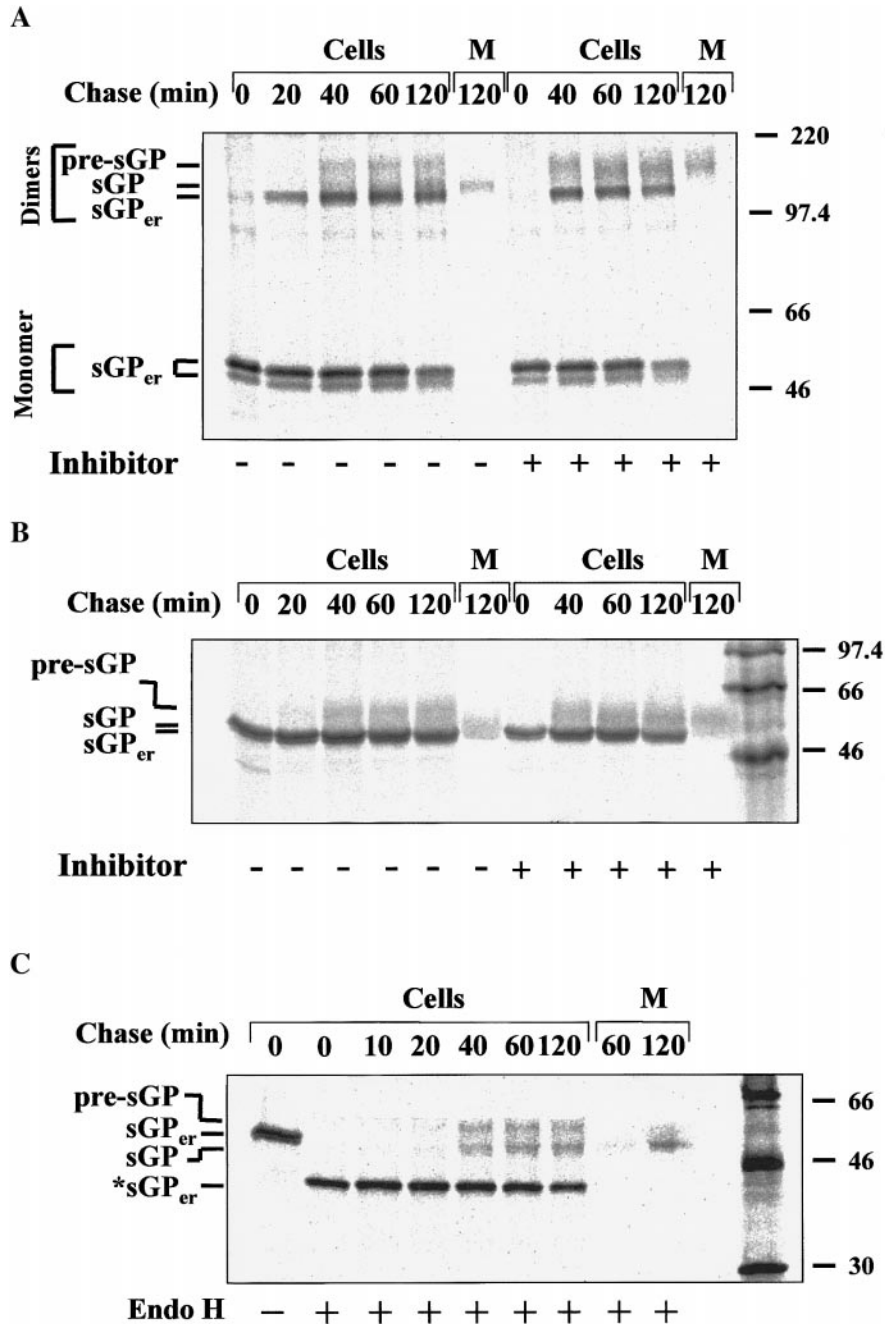 A
Cells M Cells M
Chase (min) 0 20 40 60 120 120 0 40 60 120 120
Dimers
pre-sGP
sGP
sGPer
220
97.4
66
Monomer
sGPer
46
Inhibitor - - - - - - + + + + +
B
Cells M Cells M
Chase (min) 0 20 40 60 120 120 0 40 60 120 120
pre-sGP
97.4
66
sGP
sGPer
46
Inhibitor - - - - - - + + + + +
C
Cells M
Chase (min) 0 0 10 20 40 60 120 60 120
pre-sGP
66
sGPer
sGP
46
*sGPer
30
Endo H - + + + + + + + +